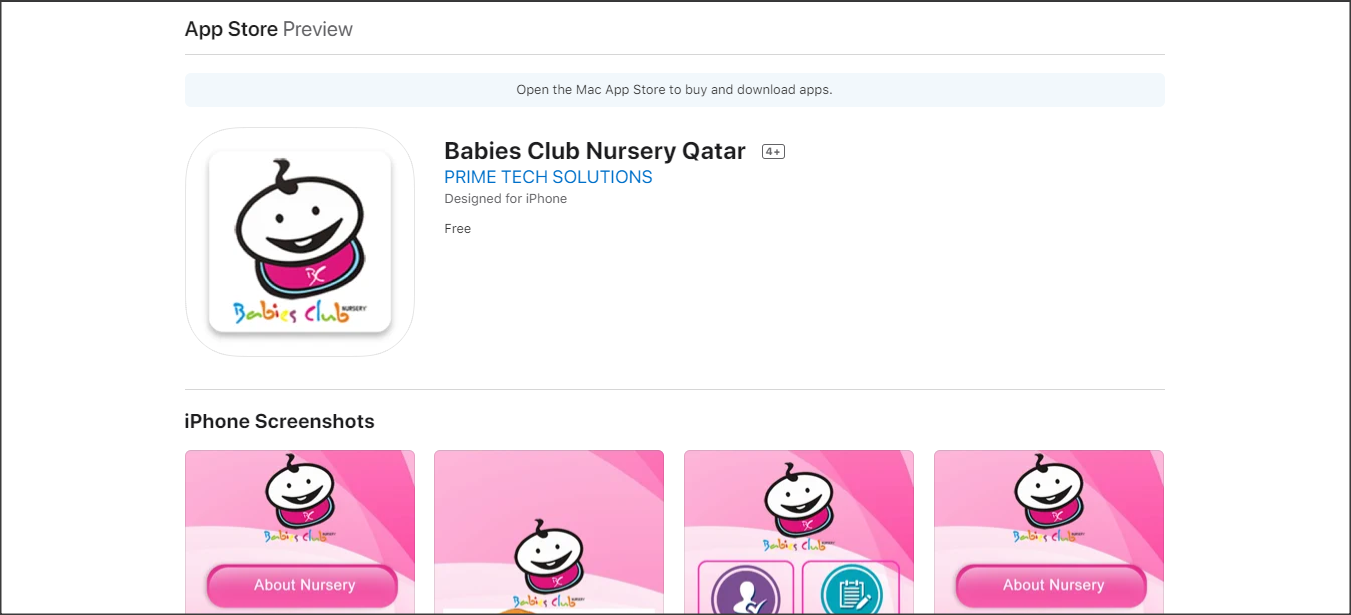 App Store Preview
Open the Mac App Store to buy and download apps.
Babies Club Nursery Qatar 4+
PRIME TECH SOLUTIONS
Designed for iPhone
Free
BC
Babies Club NURSERY
iPhone Screenshots
BC
Babies Club NURSERY
About Nursery
BC
Babies Club NURSERY
BC
Babies Club NURSERY
BC
Babies Club NURSERY
About Nursery